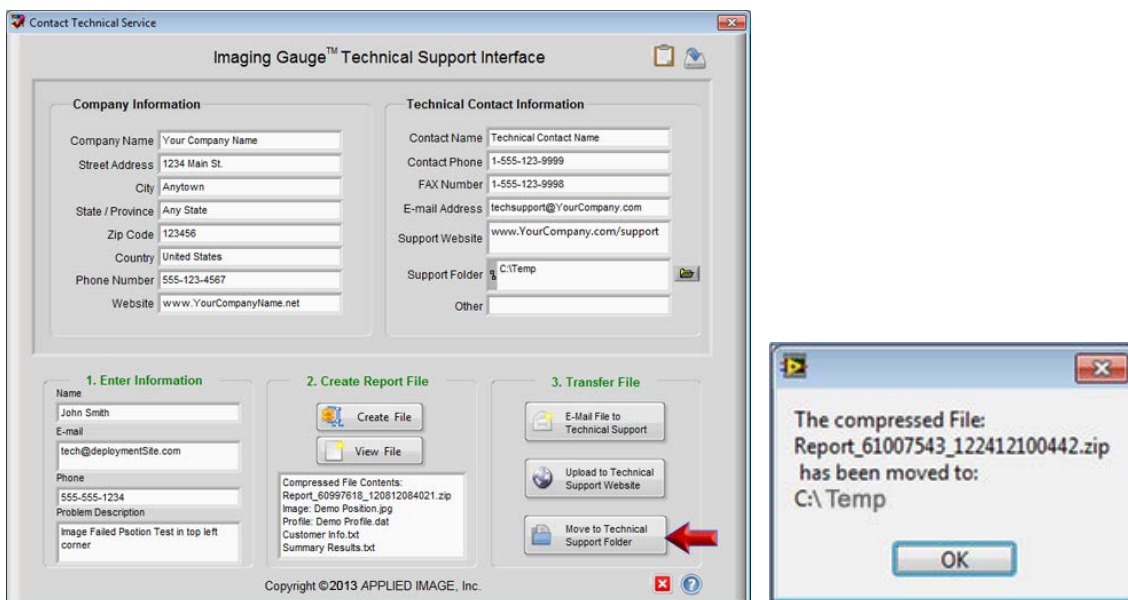 Contact Technical Service
Imaging Gauge™ Technical Support Interface
Company Information
Company Name Your Company Name
Street Address 1234 Main St.
City Anytown
State / Province Any State
Zip Code 123456
Country United States
Phone Number 555-123-4567
Website www.YourCompanyName.net
Technical Contact Information
Contact Name Technical Contact Name
Contact Phone 1-555-123-9999
FAX Number 1-555-123-9998
E-mail Address techsupport@YourCompany.com
Support Website www.YourCompany.com/support
Support Folder C:\Temp
Other
1. Enter Information
Name
John Smith
E-mail
tech@deploymentSite.com
Phone
555-555-1234
Problem Description
Image Failed Psotion Test in top left
corner
2. Create Report File
Create File
View File
Compressed File Contents:
Report_60997618_120812084021.zip
Image: Demo Position.jpg
Profile: Demo Profile.dat
Customer Info.txt
Summary Results.txt
3. Transfer File
E-Mail File to
Technical Support
Upload to Technical
Support Website
Move to Technical
Support Folder
Copyright ©2013 APPLIED IMAGE, Inc.
The compressed File:
Report_61007543_122412100442.zip
has been moved to:
C:\ Temp
OK